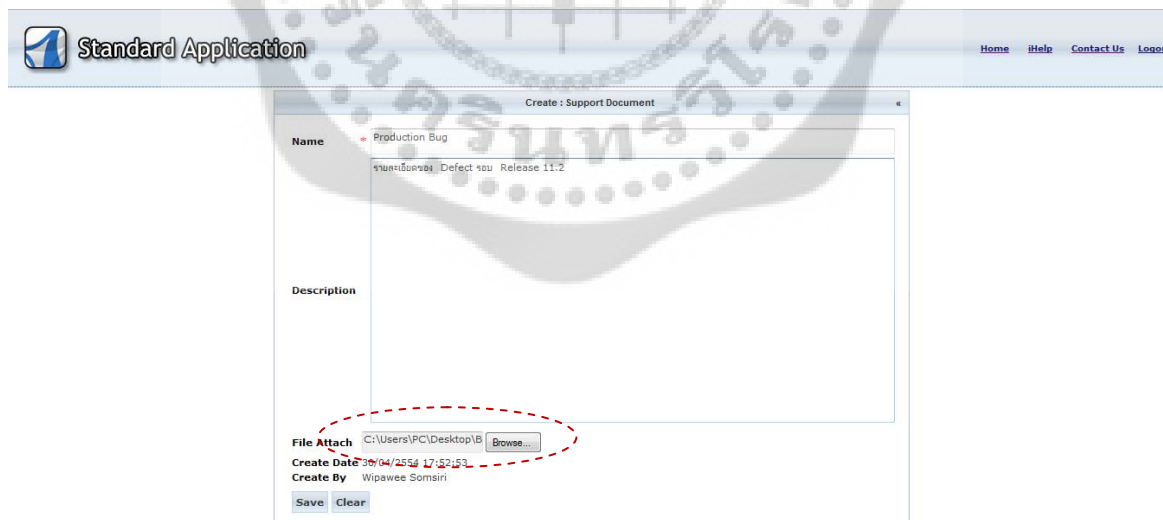 Standard Application
Home iHelp Contact Us
Create : Support Document «
Name * Production Bug
รายละเอียดของ Defect รอบ Release 11.2
Description
File Attach C:\Users\PC\Desktop\B Browse...
Create Date 30/04/2554 17:52:53
Create By Wipawee Somsiri
Save Clear